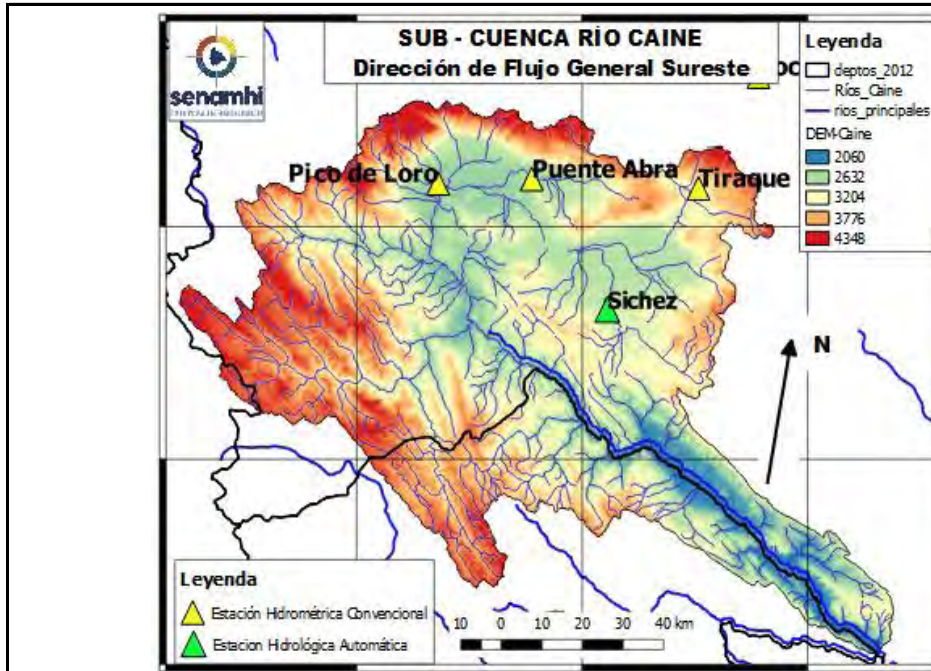 SUB - CUENCA RÍO CAINE
Dirección de Flujo General Sureste
senamhi
Leyenda
deptos_2012
Ríos_Caine
rios_principales
DEM-Caine
2060
2632
3204
3776
4348
Pico de Loro
Puente Abra
Tiraque
Sichez
N
Leyenda
Estación Hidrométrica Convencional
Estacion Hidrológica Automática
10 0 10 20 30 40 km